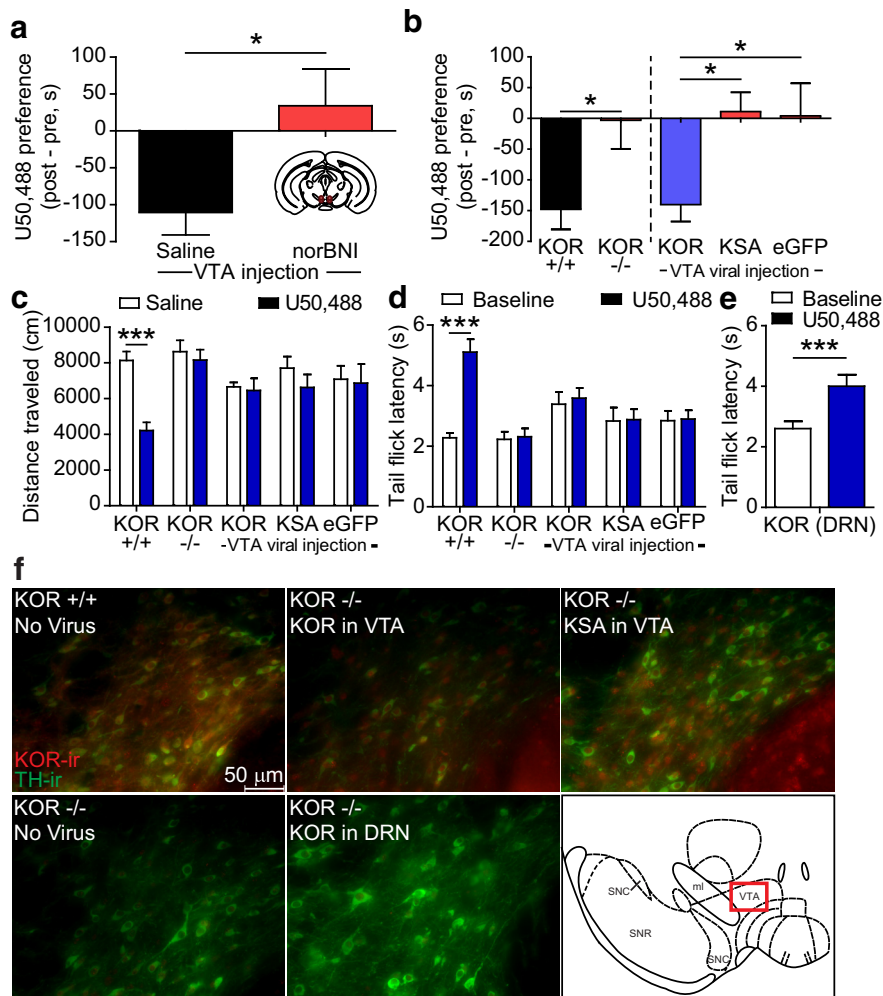 a
*
U50,488 preference
(post - pre, s)
100
50
0
-50
-100
-150
Saline
norBNI
VTA injection
b
*
*
*
U50,488 preference
(post - pre, s)
100
50
0
-50
-100
-150
-200
KOR +/+
KOR -/-
KOR
KSA
eGFP
VTA viral injection
c
Saline
U50,488
Distance traveled (cm)
10000
8000
6000
4000
2000
0
***
KOR +/+
KOR -/-
KOR
KSA
eGFP
VTA viral injection
d
Baseline
U50,488
Tail flick latency (s)
6
4
2
0
***
KOR +/+
KOR -/-
KOR
KSA
eGFP
VTA viral injection
e
Baseline
U50,488
Tail flick latency (s)
6
4
2
0
***
KOR (DRN)
f
KOR +/+
No Virus
KOR-ir
TH-ir
50 μm
KOR -/-
KOR in VTA
KOR -/-
KSA in VTA
KOR -/-
No Virus
KOR -/-
KOR in DRN
SNC
ml
VTA
SNR
SNC